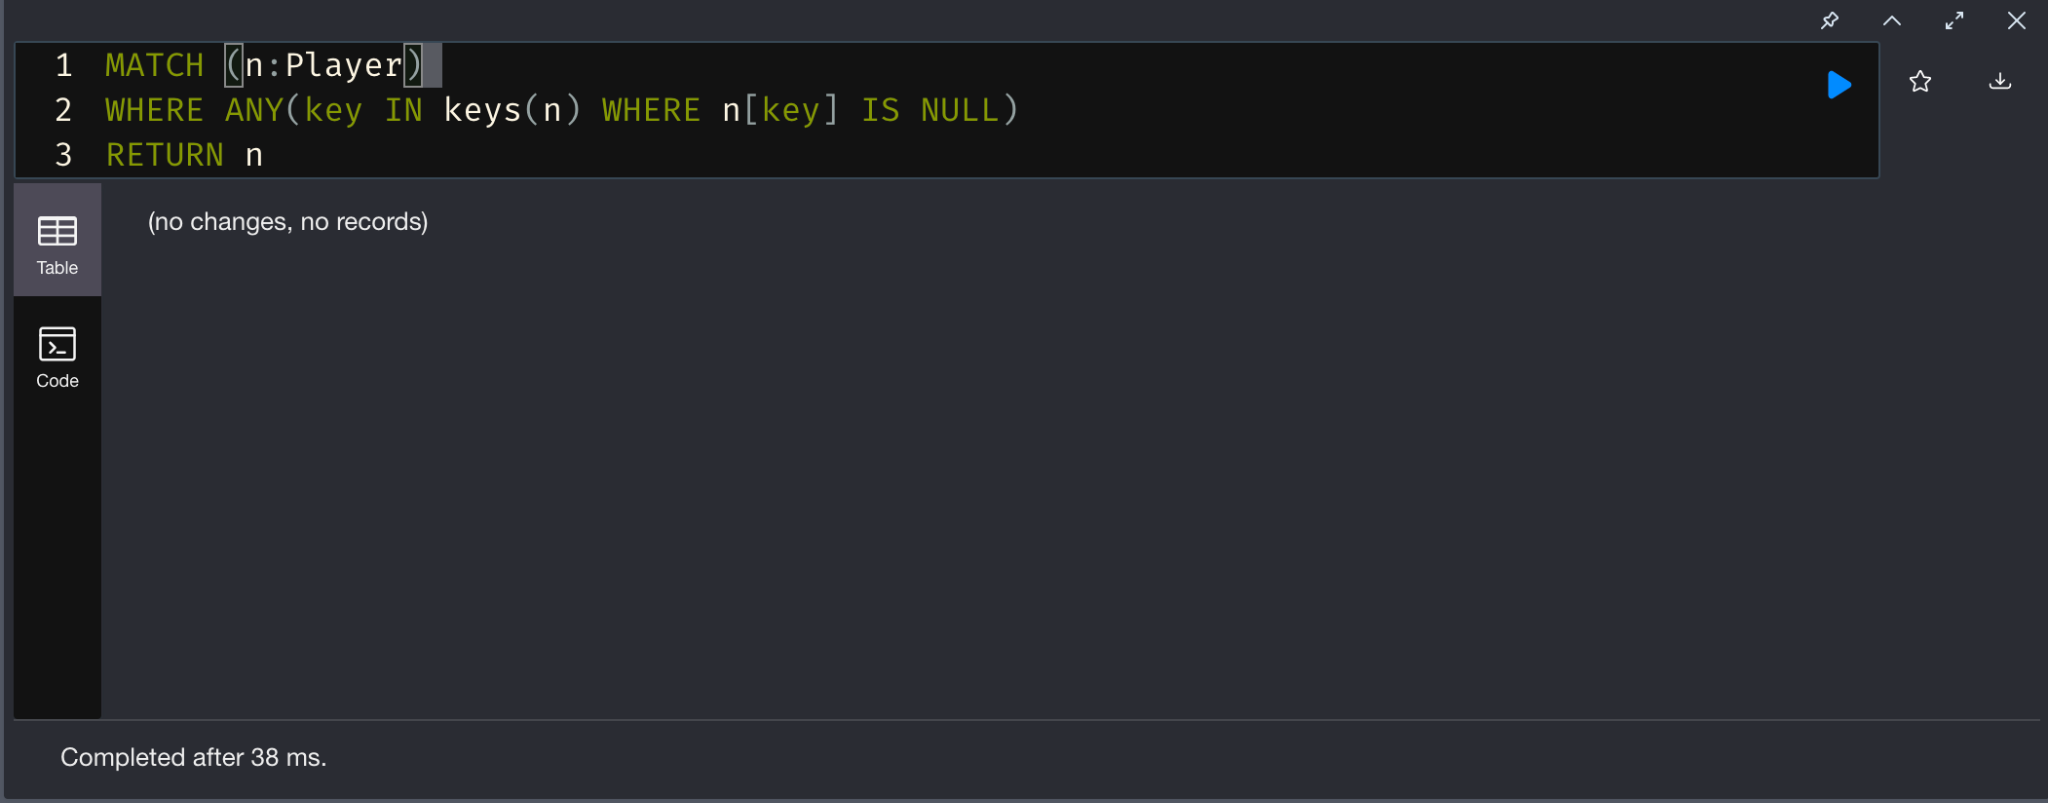 1 MATCH (n:Player)
2 WHERE ANY(key IN keys(n) WHERE n[key] IS NULL)
3 RETURN n
(no changes, no records)
Table
Code
Completed after 38 ms.